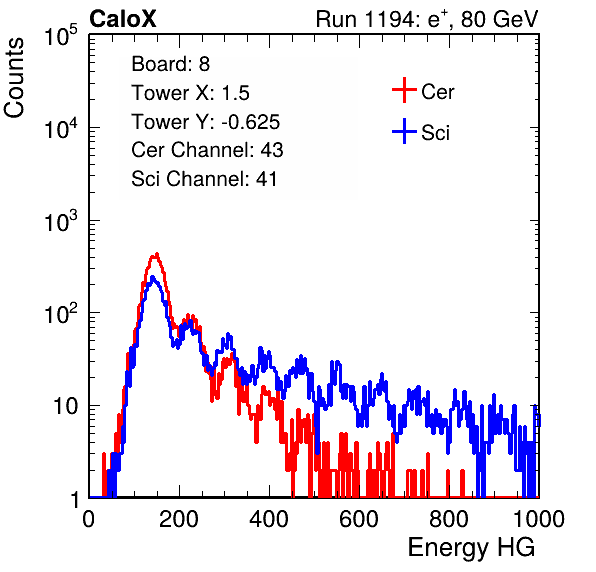 CaloX Run 1194: e⁺, 80 GeV
Counts
10⁵
10⁴
10³
10²
10
1
Board: 8
Tower X: 1.5
Tower Y: -0.625
Cer Channel: 43
Sci Channel: 41
Cer
Sci
0 200 400 600 800 1000
Energy HG